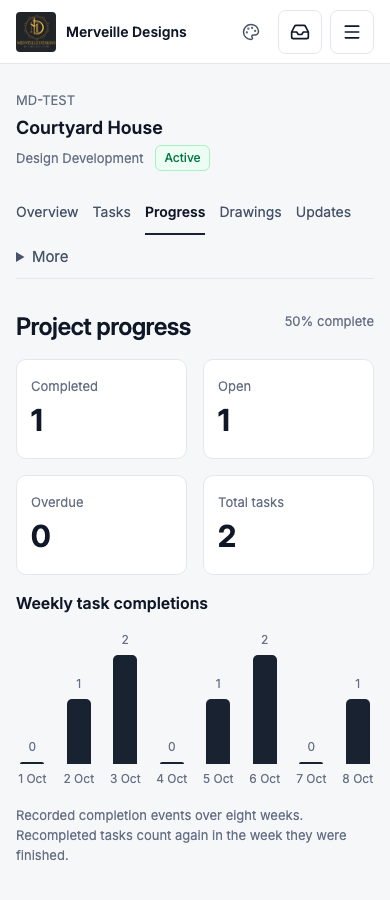 Merveille Designs
MD-TEST
Courtyard House
Design Development Active
Overview Tasks Progress Drawings Updates
More
Project progress 50% complete
Completed Open
1 1
Overdue Total tasks
0 2
Weekly task completions
0 1 2 0 1 2 0 1
1 Oct 2 Oct 3 Oct 4 Oct 5 Oct 6 Oct 7 Oct 8 Oct
Recorded completion events over eight weeks.
Recompleted tasks count again in the week they were
finished.